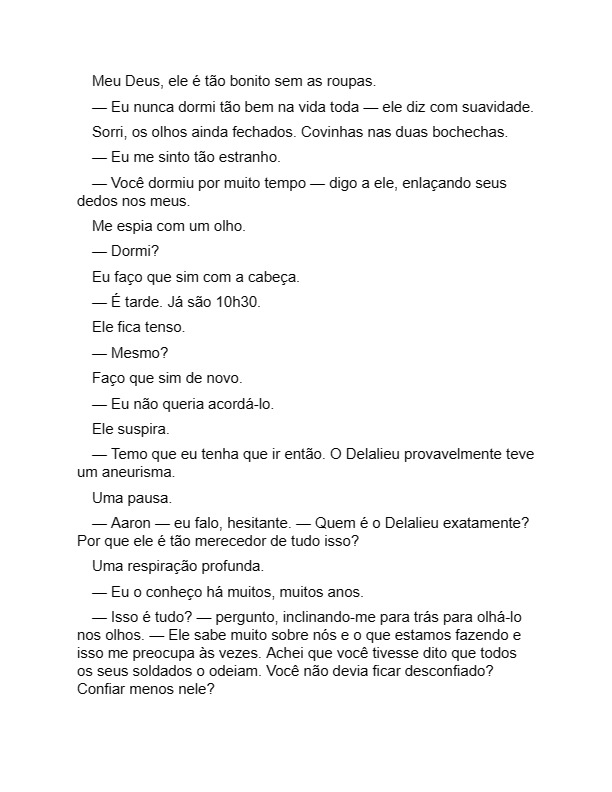 Meu Deus, ele é tão bonito sem as roupas.
— Eu nunca dormi tão bem na vida toda — ele diz com suavidade.
Sorri, os olhos ainda fechados. Covinhas nas duas bochechas.
— Eu me sinto tão estranho.
— Você dormiu por muito tempo — digo a ele, enlaçando seus
dedos nos meus.
Me espia com um olho.
— Dormi?
Eu faço que sim com a cabeça.
— É tarde. Já são 10h30.
Ele fica tenso.
— Mesmo?
Faço que sim de novo.
— Eu não queria acordá-lo.
Ele suspira.
— Temo que eu tenha que ir então. O Delalieu provavelmente teve
um aneurisma.
Uma pausa.
— Aaron — eu falo, hesitante. — Quem é o Delalieu exatamente?
Por que ele é tão merecedor de tudo isso?
Uma respiração profunda.
— Eu o conheço há muitos, muitos anos.
— Isso é tudo? — pergunto, inclinando-me para trás para olhá-lo
nos olhos. — Ele sabe muito sobre nós e o que estamos fazendo e
isso me preocupa às vezes. Achei que você tivesse dito que todos
os seus soldados o odeiam. Você não devia ficar desconfiado?
Confiar menos nele?